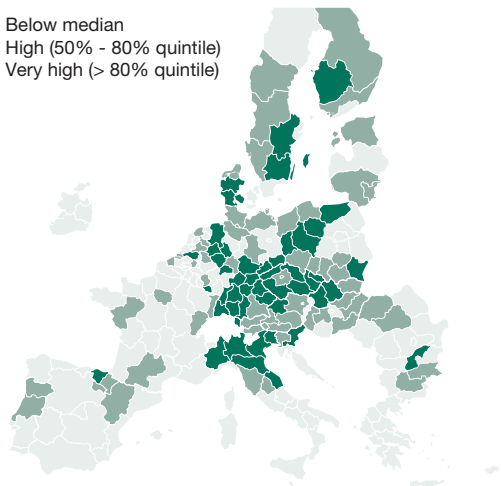 Below median
High (50% - 80% quintile)
Very high (> 80% quintile)